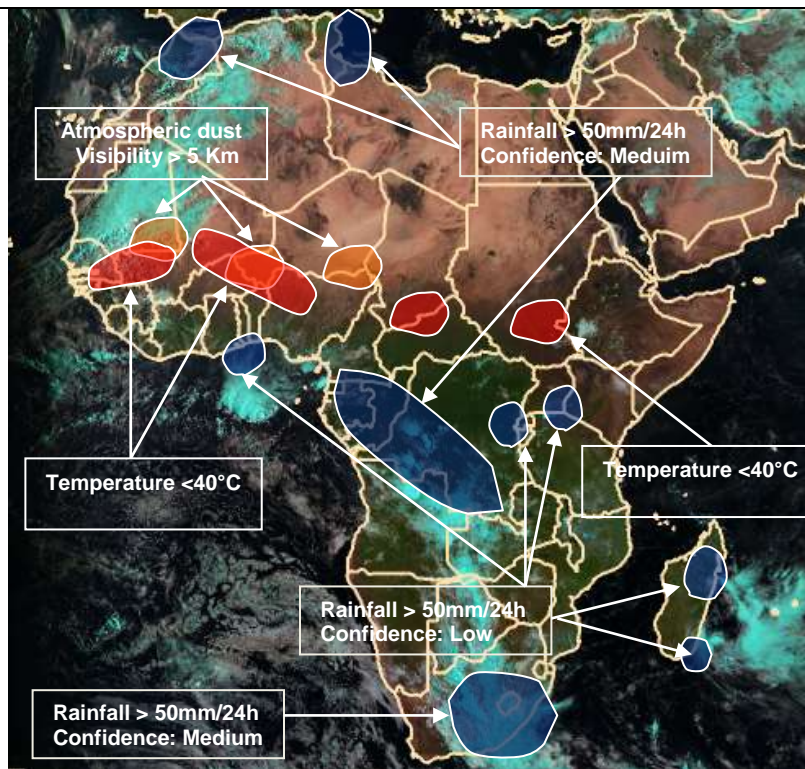 Atmospheric dust
Visibility > 5 Km
Rainfall > 50mm/24h
Confidence: Meduim
Temperature <40°C
Temperature <40°C
Rainfall > 50mm/24h
Confidence: Low
Rainfall > 50mm/24h
Confidence: Medium